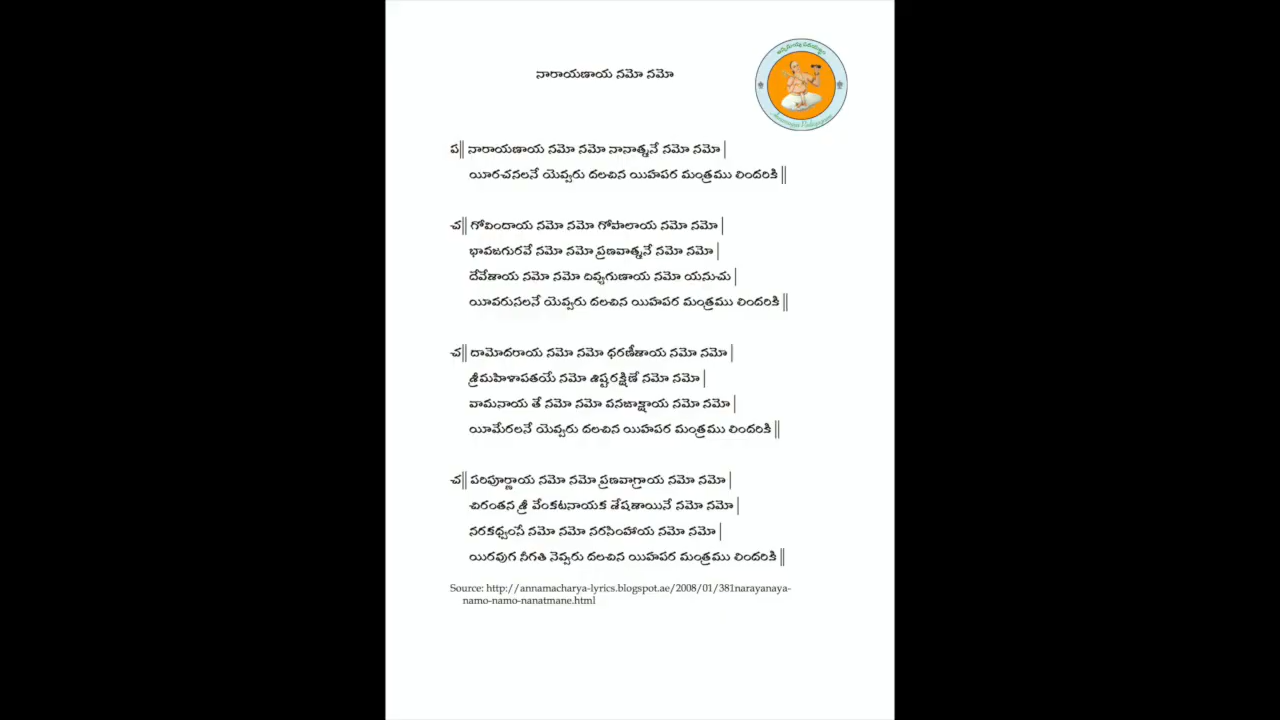 నారాయణాయ నమో నమో
ప|| నారాయణాయ నమో నమో నానాత్మనే నమో నమో |
యీరచనలనే యెవ్వరు దలచిన యిహపర మంత్రము లిందరికి ||
చ|| గోవిందాయ నమో నమో గోపాలాయ నమో నమో |
భావజగురవే నమో నమో ప్రణవాత్మనే నమో నమో |
దేవేశాయ నమో నమో దివ్యగుణాయ నమో యనుచు |
యీవరుసలనే యెవ్వరు దలచిన యిహపర మంత్రము లిందరికి ||
చ|| దామోదరాయ నమో నమో ధరణీశాయ నమో నమో |
శ్రీమహిళాపతయే నమో శిష్టరక్షిణే నమో నమో |
వామనాయ తే నమో నమో వనజాక్షాయ నమో నమో |
యీమేరలనే యెవ్వరు దలచిన యిహపర మంత్రము లిందరికి ||
చ|| పరిపూర్ణాయ నమో నమో ప్రణవాగ్రాయ నమో నమో |
చిరంతన శ్రీ వేంకటనాయక శేషశాయినే నమో నమో |
నరకధ్వంసే నమో నమో నరసింహాయ నమో నమో |
యిరవుగ నీగతి నెవ్వరు దలచిన యిహపర మంత్రము లిందరికి ||
Source: http://annamacharya-lyrics.blogspot.ae/2008/01/381narayanaya-
namo-namo-nanatmane.html